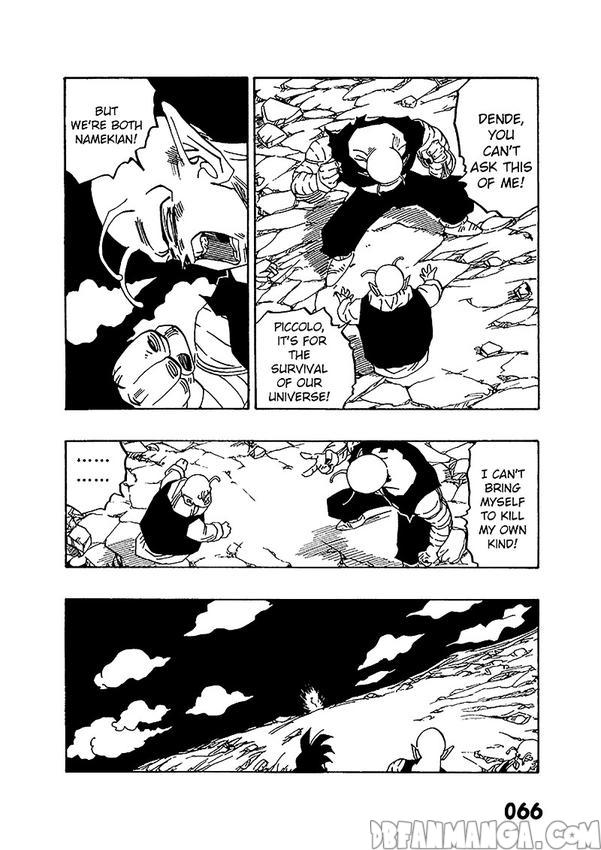 DENDE,
YOU
CAN'T
ASK THIS
OF ME!
PICCOLO,
IT'S FOR
THE
SURVIVAL
OF OUR
UNIVERSE!
BUT
WE'RE BOTH
NAMEKIAN!
I CAN'T
BRING
MYSELF
TO KILL
MY OWN
KIND!
......
......
066
DBFANMANGA.COM